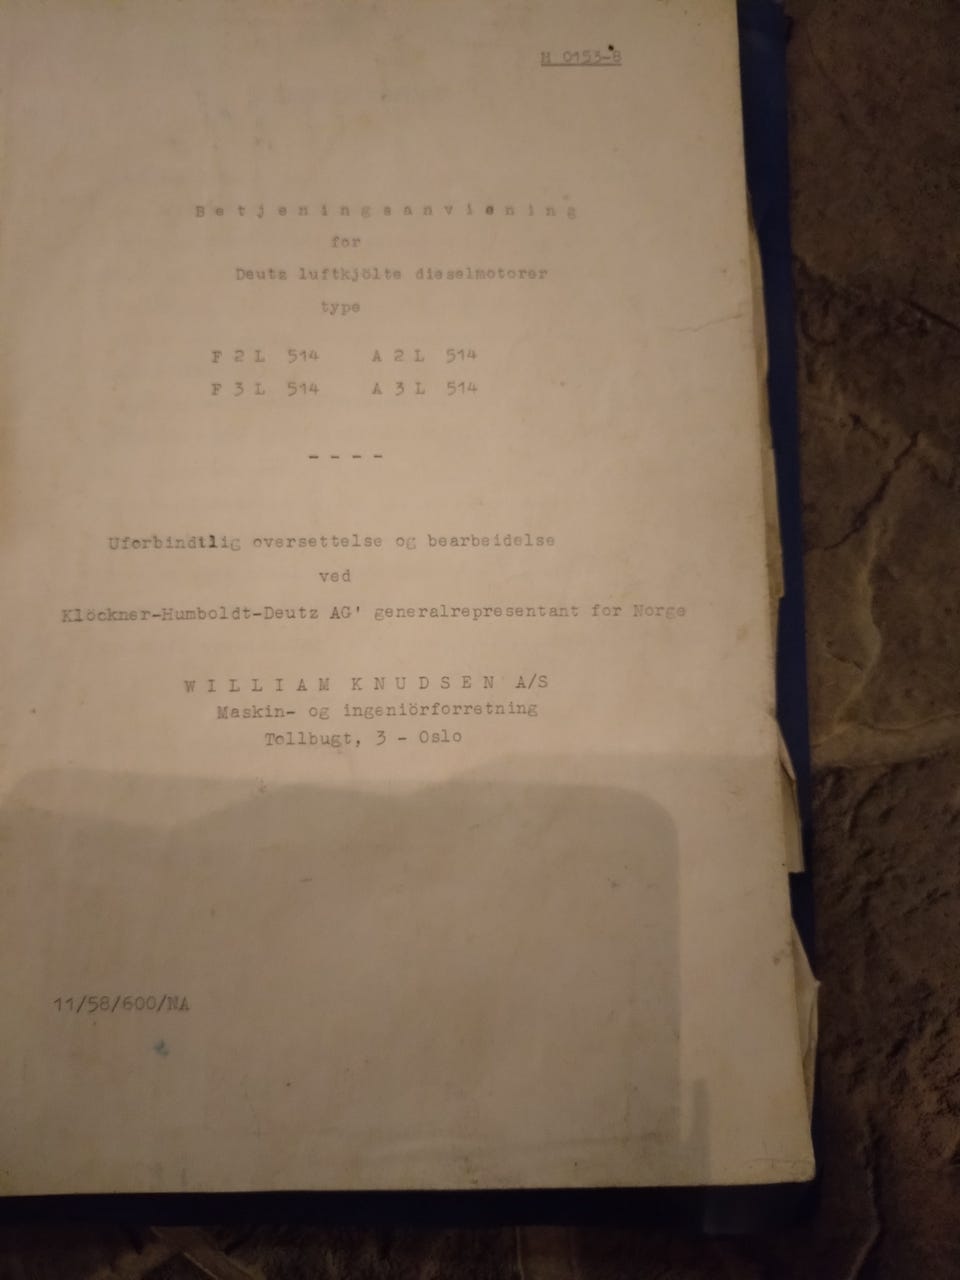 H 0153-8
Betjeningsanvisning
for
Deutz luftkjölte dieselmotorer
type
F 2 L 514 A 2 L 514
F 3 L 514 A 3 L 514
- - - -
Uforbindtlig oversettelse og bearbeidelse
ved
Klöckner-Humboldt-Deutz AG' generalrepresentant for Norge
WILLIAM KNUDSEN A/S
Maskin- og ingeniörforretning
Tollbugt, 3 - Oslo
11/58/600/NA